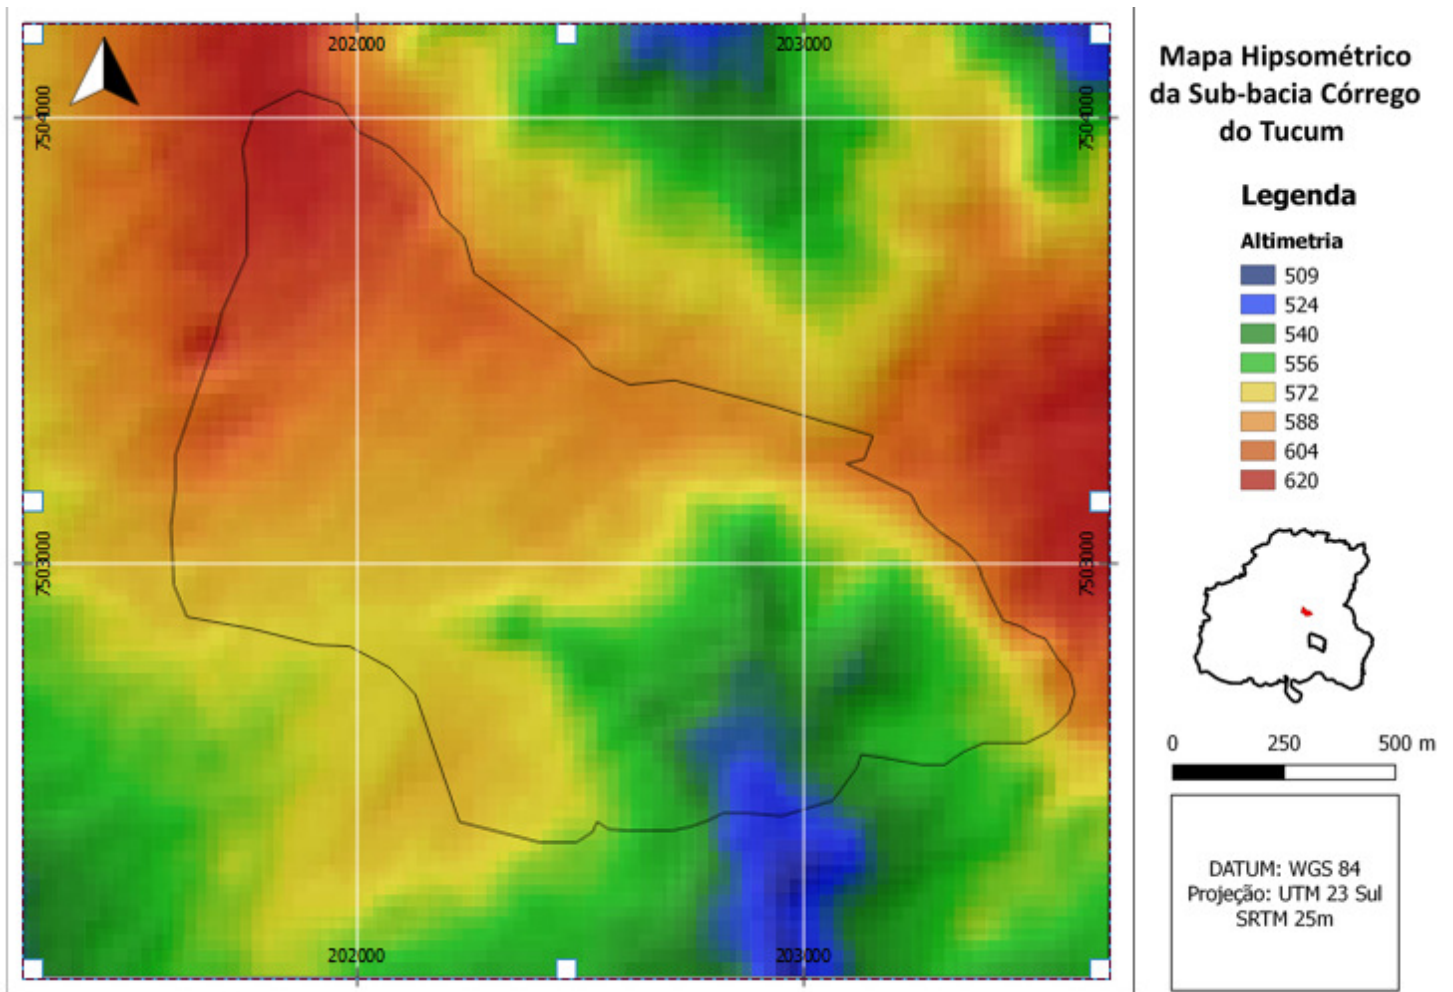 202000
203000
7504000
7504000
7503000
7503000
202000
203000
Mapa Hipsométrico
da Sub-bacia Córrego
do Tucum
Legenda
Altimetria
509
524
540
556
572
588
604
620
0 250 500 m
DATUM: WGS 84
Projeção: UTM 23 Sul
SRTM 25m